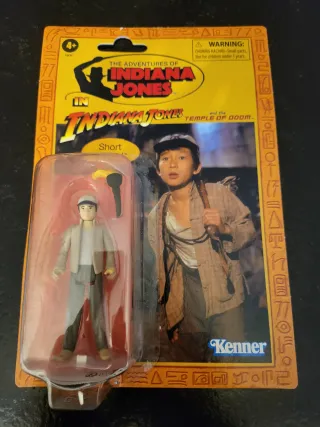 4+
WARNING:
THE ADVENTURES OF
INDIANA
JONES
IN
INDIANA JONES
and the
TEMPLE OF DOOM
Short
Kenner